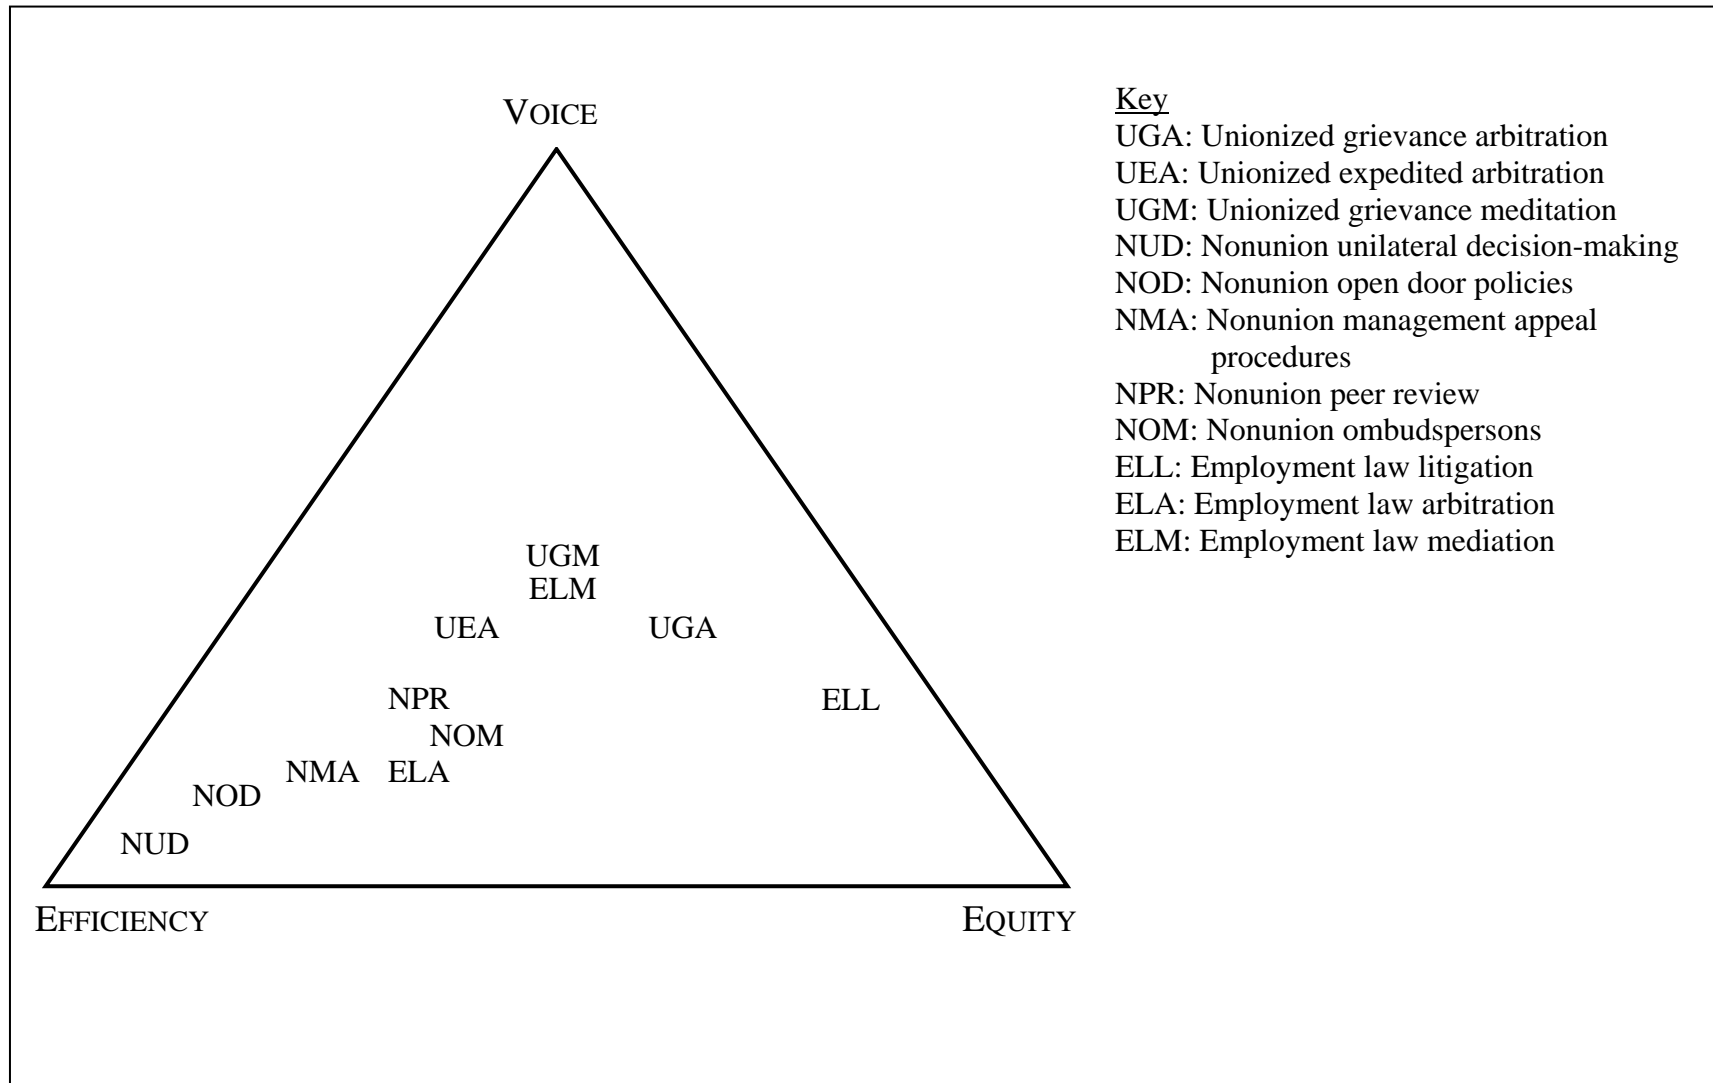 VOICE
UGM
ELM
UEA
UGA
NPR
ELL
NOM
NMA
ELA
NOD
NUD
EFFICIENCY
EQUITY
Key
UGA: Unionized grievance arbitration
UEA: Unionized expedited arbitration
UGM: Unionized grievance meditation
NUD: Nonunion unilateral decision-making
NOD: Nonunion open door policies
NMA: Nonunion management appeal
procedures
NPR: Nonunion peer review
NOM: Nonunion ombudspersons
ELL: Employment law litigation
ELA: Employment law arbitration
ELM: Employment law mediation